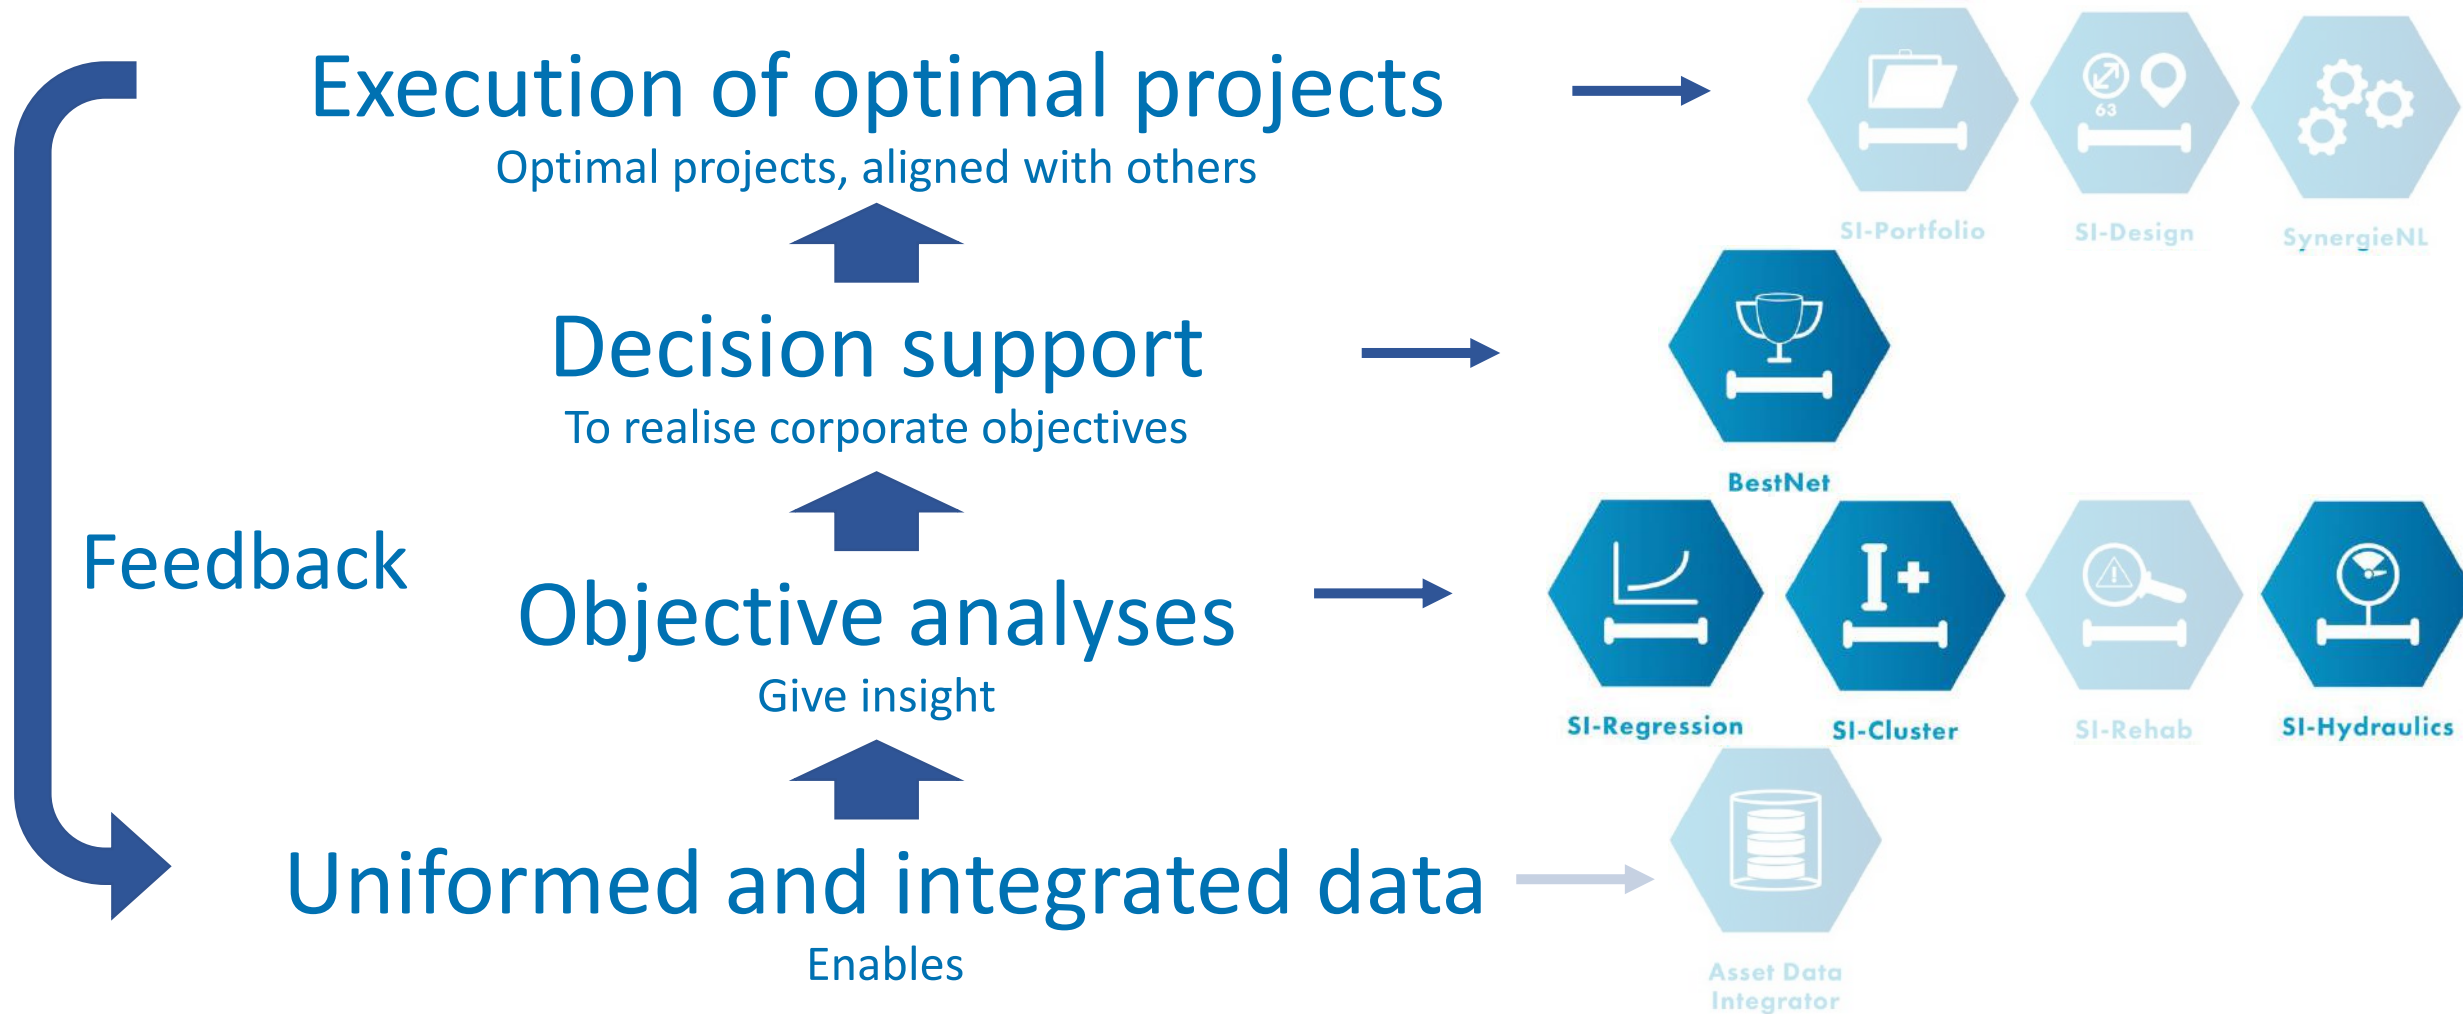 Execution of optimal projects
Optimal projects, aligned with others
63
SI-Portfolio
SI-Design
SynergieNL
Decision support
To realise corporate objectives
BestNet
Feedback
Objective analyses
Give insight
SI-Regression
SI-Cluster
SI-Rehab
SI-Hydraulics
Uniformed and integrated data
Enables
Asset Data
Integrator